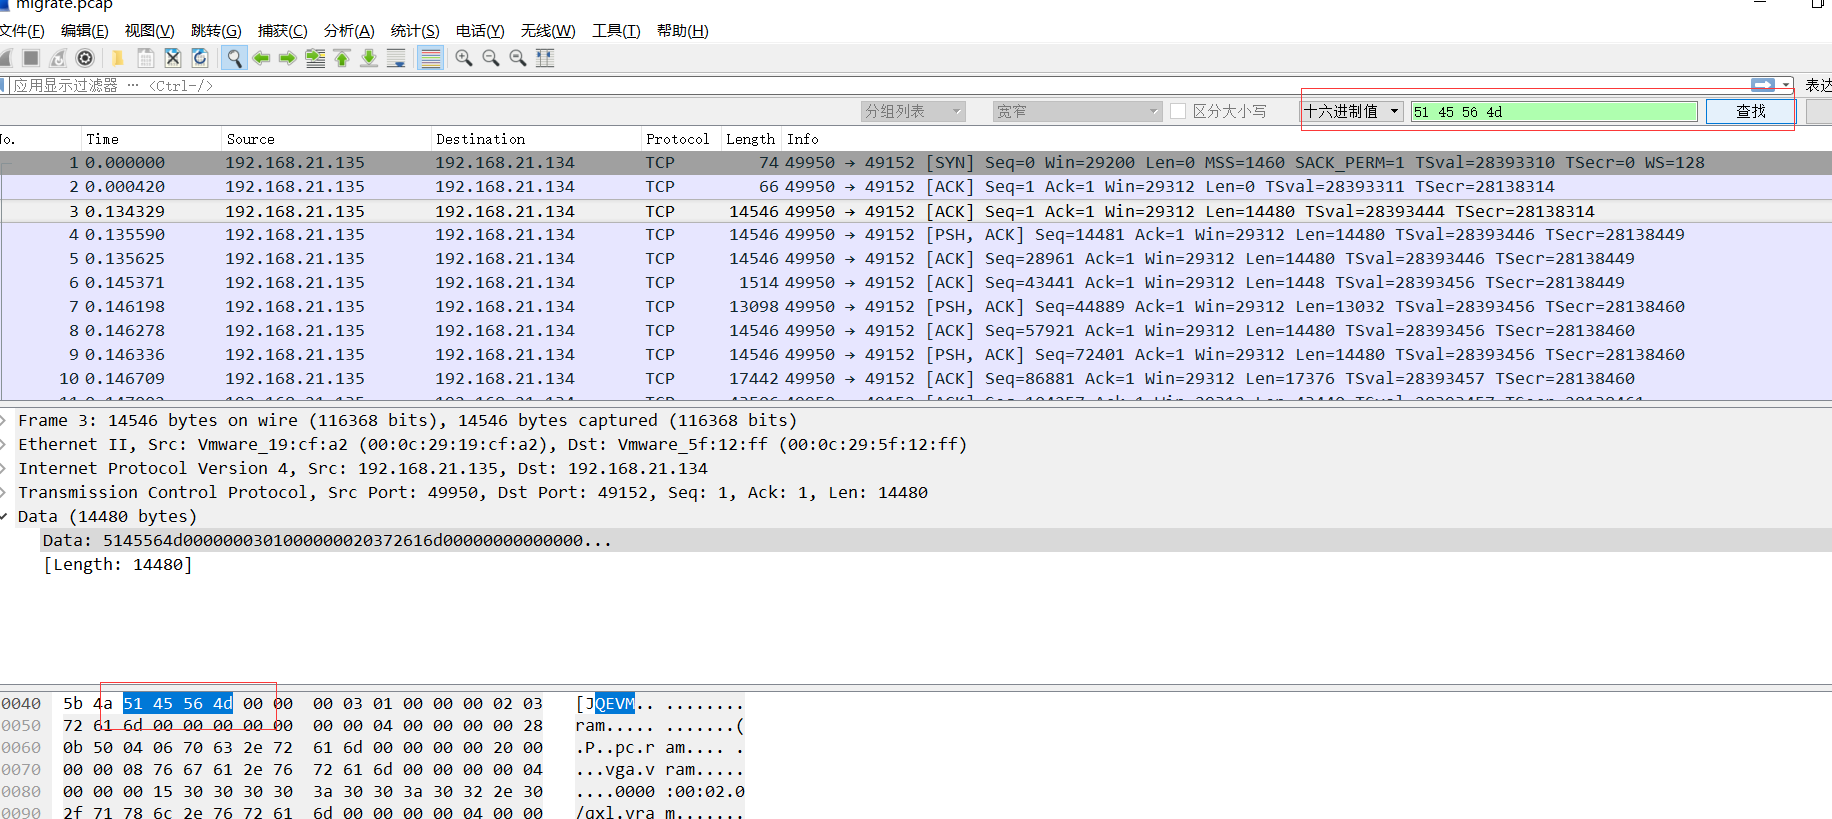 migrate.pcap
文件(F) 编辑(E) 视图(V) 跳转(G) 捕获(C) 分析(A) 统计(S) 电话(Y) 无线(W) 工具(T) 帮助(H)
应用显示过滤器 … <Ctrl-/> 表达
分组列表 宽窄 区分大小写 十六进制值 51 45 56 4d 查找
No. Time Source Destination Protocol Length Info
1 0.000000 192.168.21.135 192.168.21.134 TCP 74 49950 → 49152 [SYN] Seq=0 Win=29200 Len=0 MSS=1460 SACK_PERM=1 TSval=28393310 TSecr=0 WS=128
2 0.000420 192.168.21.135 192.168.21.134 TCP 66 49950 → 49152 [ACK] Seq=1 Ack=1 Win=29312 Len=0 TSval=28393311 TSecr=28138314
3 0.134329 192.168.21.135 192.168.21.134 TCP 14546 49950 → 49152 [ACK] Seq=1 Ack=1 Win=29312 Len=14480 TSval=28393444 TSecr=28138314
4 0.135590 192.168.21.135 192.168.21.134 TCP 14546 49950 → 49152 [PSH, ACK] Seq=14481 Ack=1 Win=29312 Len=14480 TSval=28393446 TSecr=28138449
5 0.135625 192.168.21.135 192.168.21.134 TCP 14546 49950 → 49152 [ACK] Seq=28961 Ack=1 Win=29312 Len=14480 TSval=28393446 TSecr=28138449
6 0.145371 192.168.21.135 192.168.21.134 TCP 1514 49950 → 49152 [ACK] Seq=43441 Ack=1 Win=29312 Len=1448 TSval=28393456 TSecr=28138449
7 0.146198 192.168.21.135 192.168.21.134 TCP 13098 49950 → 49152 [PSH, ACK] Seq=44889 Ack=1 Win=29312 Len=13032 TSval=28393456 TSecr=28138460
8 0.146278 192.168.21.135 192.168.21.134 TCP 14546 49950 → 49152 [ACK] Seq=57921 Ack=1 Win=29312 Len=14480 TSval=28393456 TSecr=28138460
9 0.146336 192.168.21.135 192.168.21.134 TCP 14546 49950 → 49152 [PSH, ACK] Seq=72401 Ack=1 Win=29312 Len=14480 TSval=28393456 TSecr=28138460
10 0.146709 192.168.21.135 192.168.21.134 TCP 17442 49950 → 49152 [ACK] Seq=86881 Ack=1 Win=29312 Len=17376 TSval=28393457 TSecr=28138460
Frame 3: 14546 bytes on wire (116368 bits), 14546 bytes captured (116368 bits)
Ethernet II, Src: Vmware_19:cf:a2 (00:0c:29:19:cf:a2), Dst: Vmware_5f:12:ff (00:0c:29:5f:12:ff)
Internet Protocol Version 4, Src: 192.168.21.135, Dst: 192.168.21.134
Transmission Control Protocol, Src Port: 49950, Dst Port: 49152, Seq: 1, Ack: 1, Len: 14480
Data (14480 bytes)
Data: 5145564d0000000301000000020372616d00000000000000...
[Length: 14480]
0040 5b 4a 51 45 56 4d 00 00 00 03 01 00 00 00 02 03 [JQEVM.. ........
0050 72 61 6d 00 00 00 00 00 00 00 04 00 00 00 00 28 ram..... .......(
0060 0b 50 04 06 70 63 2e 72 61 6d 00 00 00 00 20 00 .P..pc.r am.... .
0070 00 00 08 76 67 61 2e 76 72 61 6d 00 00 00 00 04 ...vga.v ram.....
0080 00 00 00 15 30 30 30 30 3a 30 30 3a 30 32 2e 30 ....0000 :00:02.0
0090 2f 71 78 6c 2e 76 72 61 6d 00 00 00 00 04 00 00 /qxl.vra m.......